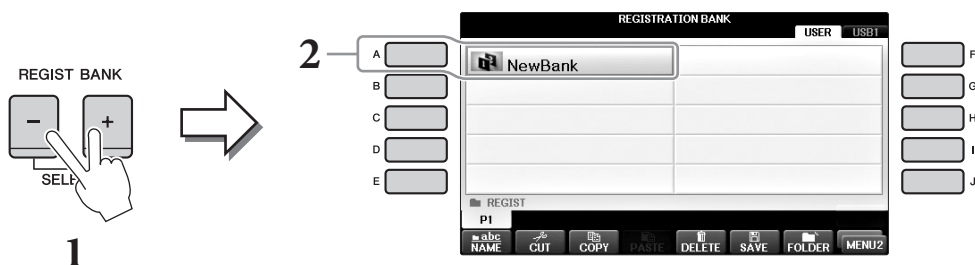 REGISTRATION BANK
USER USB1
2
A
NewBank
F
REGIST BANK
B
G
- +
C
H
D
I
E
J
REGIST
P1
1
abc
NAME CUT COPY PASTE DELETE SAVE FOLDER MENU2